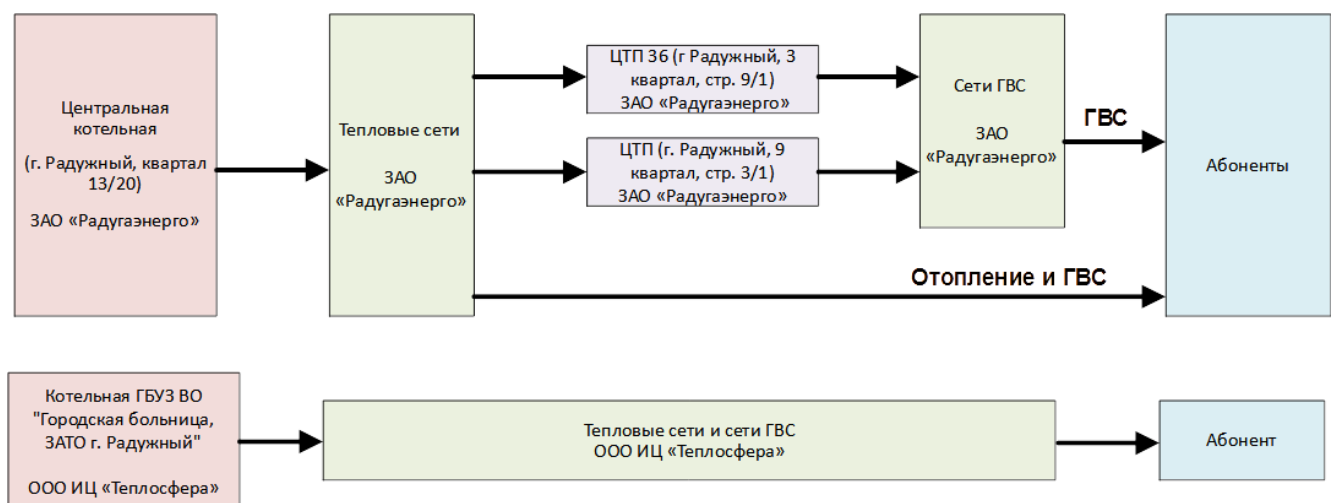 Центральная
котельная
(г. Радужный, квартал
13/20)
ЗАО «Радугаэнерго»
Тепловые сети
ЗАО
«Радугаэнерго»
ЦТП 36 (г Радужный, 3
квартал, стр. 9/1)
ЗАО «Радугаэнерго»
ЦТП (г. Радужный, 9
квартал, стр. 3/1)
ЗАО «Радугаэнерго»
Сети ГВС
ЗАО
«Радугаэнерго»
ГВС
Отопление и ГВС
Абоненты
Котельная ГБУЗ ВО
"Городская больница,
ЗАТО г. Радужный"
ООО ИЦ «Теплосфера»
Тепловые сети и сети ГВС
ООО ИЦ «Теплосфера»
Абонент